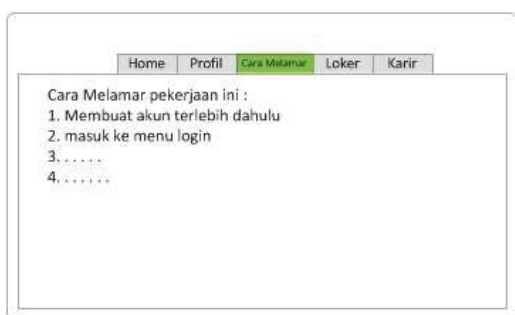 Home Profil Cara Melamar Loker Karir
Cara Melamar pekerjaan ini :
1. Membuat akun terlebih dahulu
2. masuk ke menu login
3. . . . . .
4. . . . . . .